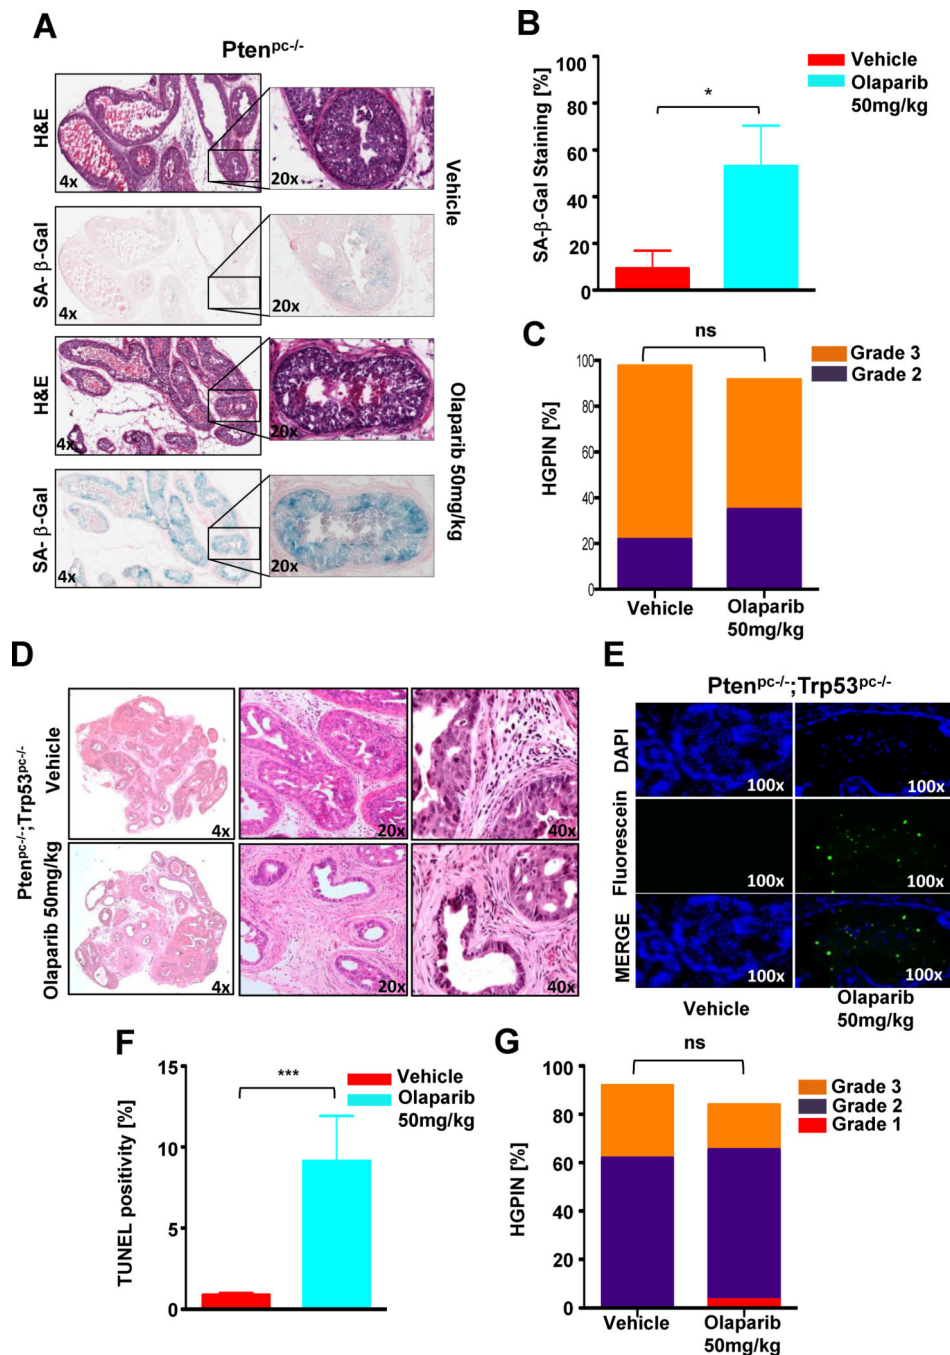 A
Pten^pc-/-
H&E
4x
20x
SA- β-Gal
4x
20x
Vehicle
H&E
4x
20x
SA- β-Gal
4x
20x
Olaparib 50mg/kg
B
SA-β-Gal Staining [%]
100
80
60
40
20
0
*
Vehicle
Olaparib
50mg/kg
C
HGPIN [%]
100
80
60
40
20
0
ns
Grade 3
Grade 2
Vehicle
Olaparib
50mg/kg
D
Pten^pc-/-;Trp53^pc-/-
Vehicle
4x
20x
40x
Olaparib 50mg/kg
4x
20x
40x
E
Pten^pc-/-;Trp53^pc-/-
DAPI
100x
100x
Fluorescein
100x
100x
MERGE
100x
100x
Vehicle
Olaparib
50mg/kg
F
TUNEL positivity [%]
15
10
5
0
***
Vehicle
Olaparib
50mg/kg
G
HGPIN [%]
100
80
60
40
20
0
ns
Grade 3
Grade 2
Grade 1
Vehicle
Olaparib
50mg/kg